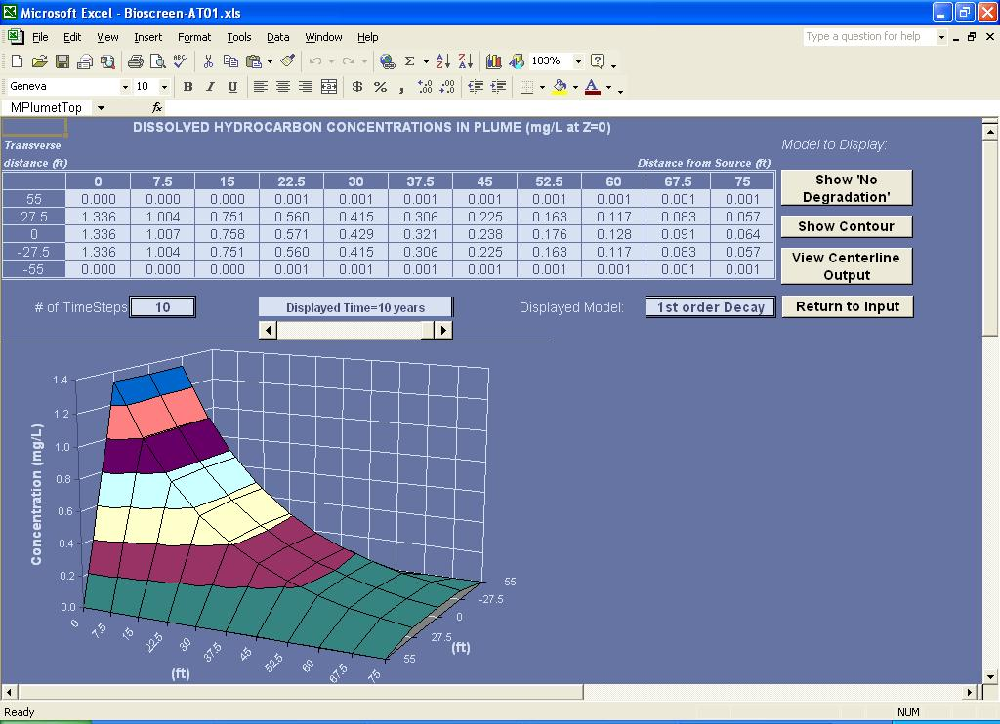 Microsoft Excel - Bioscreen-AT01.xls
File Edit View Insert Format Tools Data Window Help
Type a question for help
103%
Geneva 10 B I U $ % ,
MPlumetTop fx
DISSOLVED HYDROCARBON CONCENTRATIONS IN PLUME (mg/L at Z=0)
Transverse
distance (ft)
Distance from Source (ft)
Model to Display:
0 7.5 15 22.5 30 37.5 45 52.5 60 67.5 75
55 0.000 0.000 0.000 0.001 0.001 0.001 0.001 0.001 0.001 0.001 0.001
27.5 1.336 1.004 0.751 0.560 0.415 0.306 0.225 0.163 0.117 0.083 0.057
0 1.336 1.007 0.758 0.571 0.429 0.321 0.238 0.176 0.128 0.091 0.064
-27.5 1.336 1.004 0.751 0.560 0.415 0.306 0.225 0.163 0.117 0.083 0.057
-55 0.000 0.000 0.000 0.001 0.001 0.001 0.001 0.001 0.001 0.001 0.001
Show 'No
Degradation'
Show Contour
View Centerline
Output
Return to Input
# of TimeSteps 10
Displayed Time=10 years
Displayed Model: 1st order Decay
Concentration (mg/L)
1.4
1.2
1.0
0.8
0.6
0.4
0.2
0.0
0 7.5 15 22.5 30 37.5 45 52.5 60 67.5 75
(ft)
-55
-27.5
0
27.5
55
(ft)
Ready
NUM